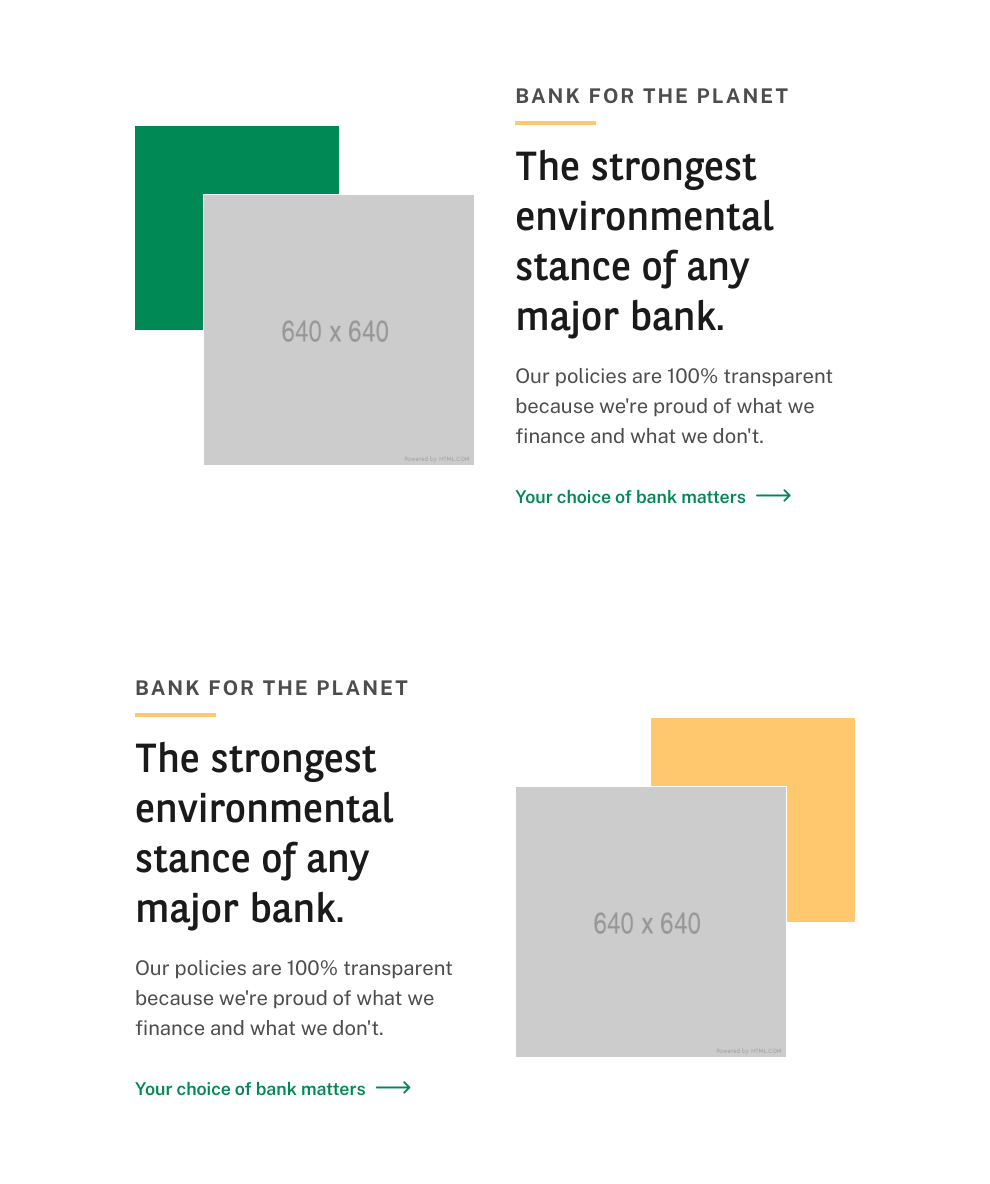 BANK FOR THE PLANET
The strongest
environmental
stance of any
major bank.
640 x 640
Powered by HTML.COM
Our policies are 100% transparent
because we're proud of what we
finance and what we don't.
Your choice of bank matters
BANK FOR THE PLANET
The strongest
environmental
stance of any
major bank.
Our policies are 100% transparent
because we're proud of what we
finance and what we don't.
Your choice of bank matters
640 x 640
Powered by HTML.COM